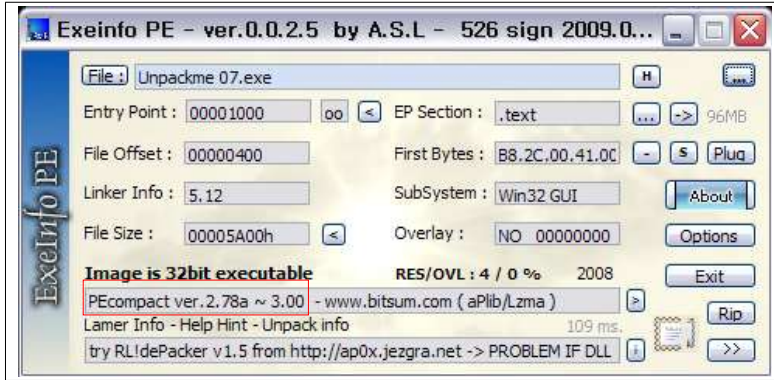 Exeinfo PE - ver.0.0.2.5 by A.S.L - 526 sign 2009.0...
File : Unpackme 07.exe H ...
Entry Point : 00001000 oo < EP Section : .text ... -> 96MB
File Offset : 00000400 First Bytes : B8.2C.00.41.0C - S Plug
Linker Info : 5.12 SubSystem : Win32 GUI About
File Size : 00005A00h < Overlay : NO 00000000 Options
Image is 32bit executable RES/OVL : 4 / 0 % 2008 Exit
PEcompact ver.2.78a ~ 3.00 - www.bitsum.com ( aPlib/Lzma ) > Rip
Lamer Info - Help Hint - Unpack info 109 ms.
try RL!dePacker v1.5 from http://ap0x.jezgra.net -> PROBLEM IF DLL i >>
ExeInfo PE